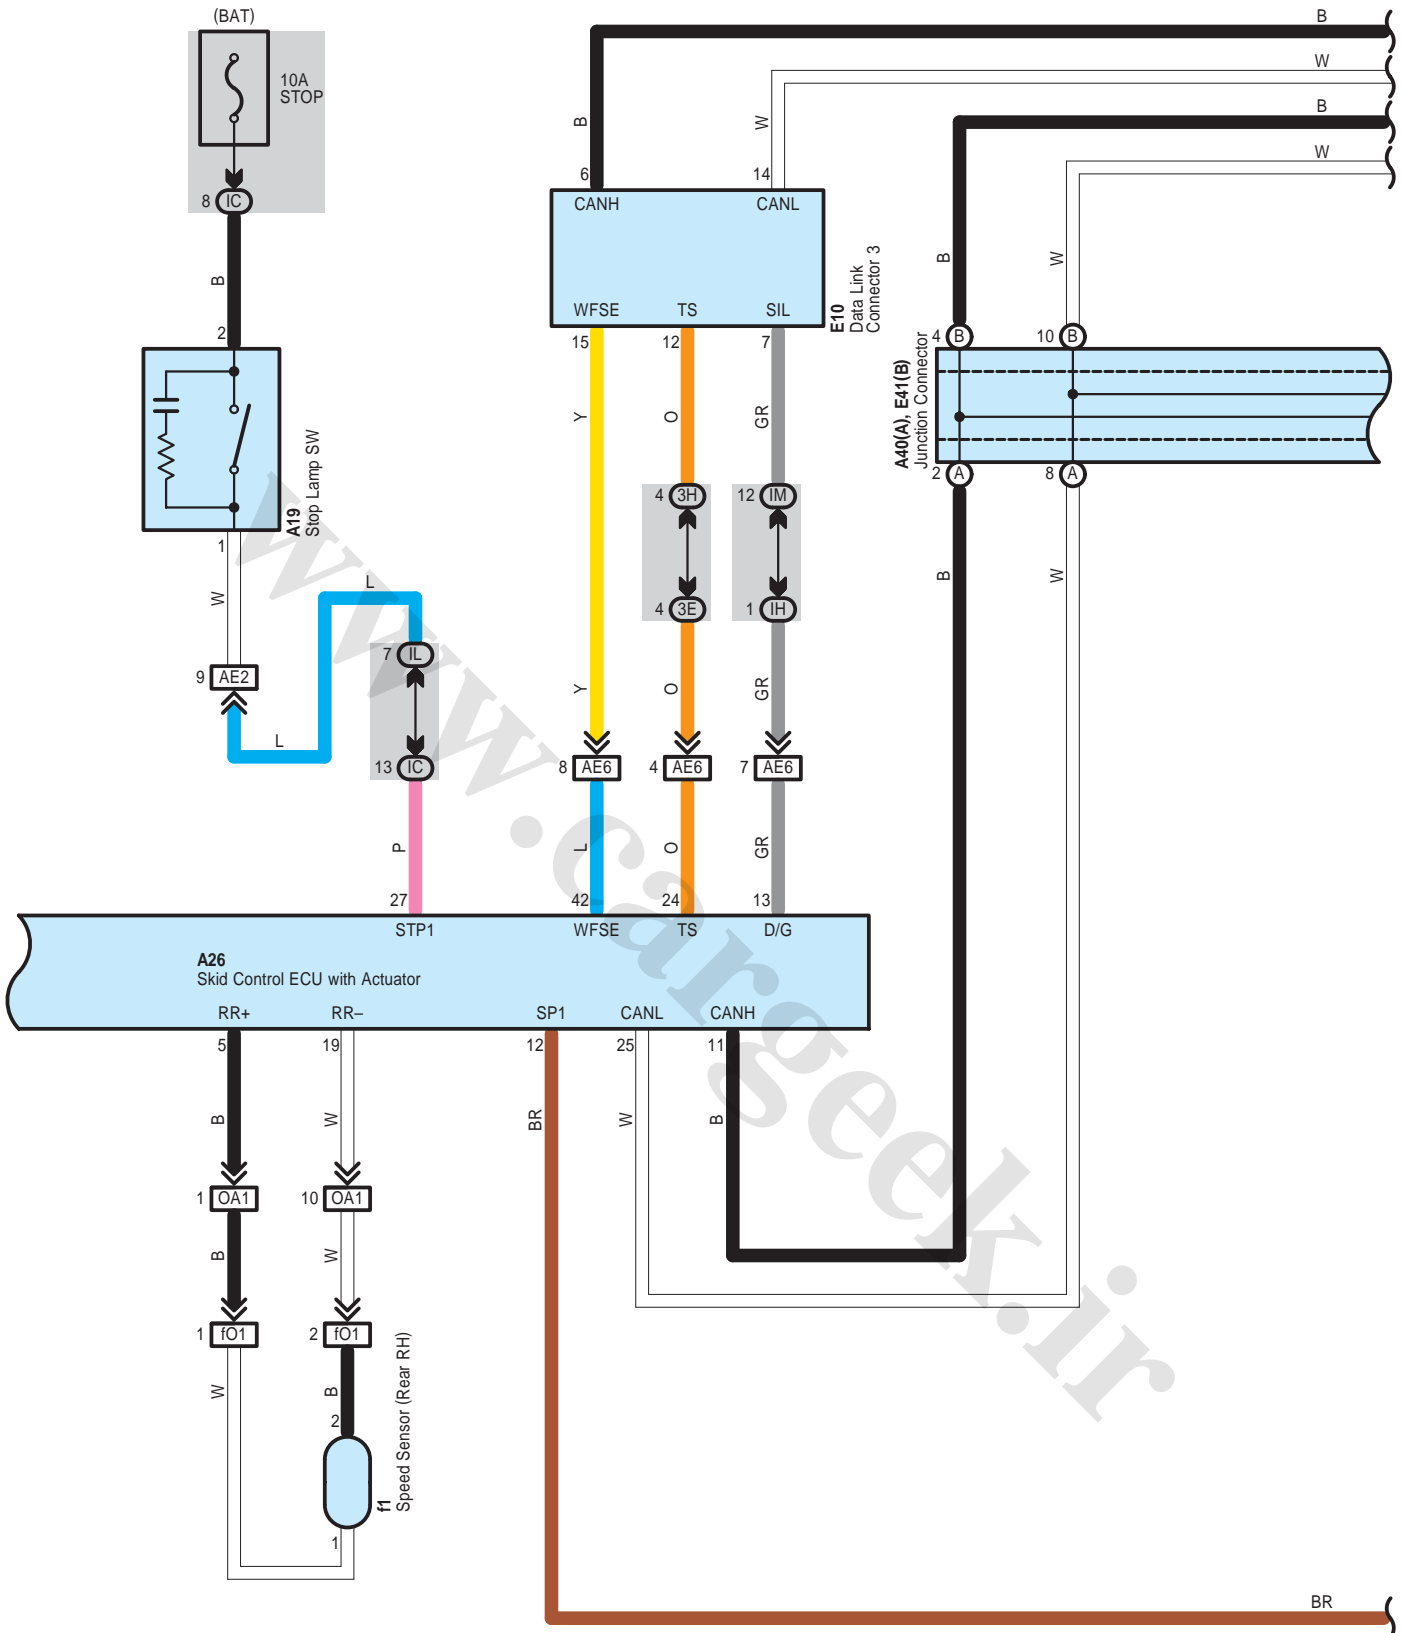 (BAT)
10A
STOP
8 IC
B
2
A19
Stop Lamp SW
1
W
9 AE2
L
L
7 IL
13 IC
P
27
STP1
B
W
B
W
B
W
6
14
CANH
CANL
WFSE
TS
SIL
E10
Data Link
Connector 3
15
12
7
Y
O
GR
4 3H
12 IM
4 3E
1 IH
Y
O
GR
8 AE6
4 AE6
7 AE6
L
O
GR
42
24
13
WFSE
TS
D/G
B
W
4 B
10 B
A40(A), E41(B)
Junction Connector
2 A
8 A
B
W
A26
Skid Control ECU with Actuator
RR+
RR–
SP1
CANL
CANH
5
19
12
25
11
B
W
BR
W
B
1 OA1
10 OA1
B
W
1 fO1
2 fO1
W
B
2
f1
Speed Sensor (Rear RH)
1
BR
www.cargeek.ir